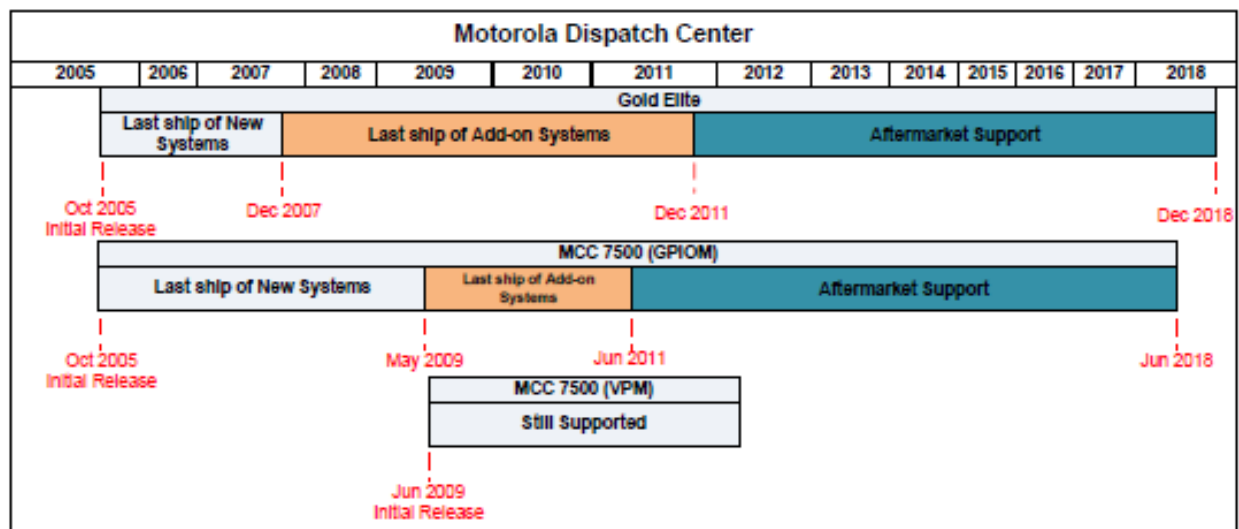 Motorola Dispatch Center
2005 2006 2007 2008 2009 2010 2011 2012 2013 2014 2015 2016 2017 2018
Gold Elite
Last ship of New
Systems
Last ship of Add-on Systems
Aftermarket Support
Oct 2005
Initial Release
Dec 2007
Dec 2011
Dec 2018
MCC 7500 (GPIOM)
Last ship of New Systems
Last ship of Add-on
Systems
Aftermarket Support
Oct 2005
Initial Release
May 2009
Jun 2011
Jun 2018
MCC 7500 (VPM)
Still Supported
Jun 2009
Initial Release